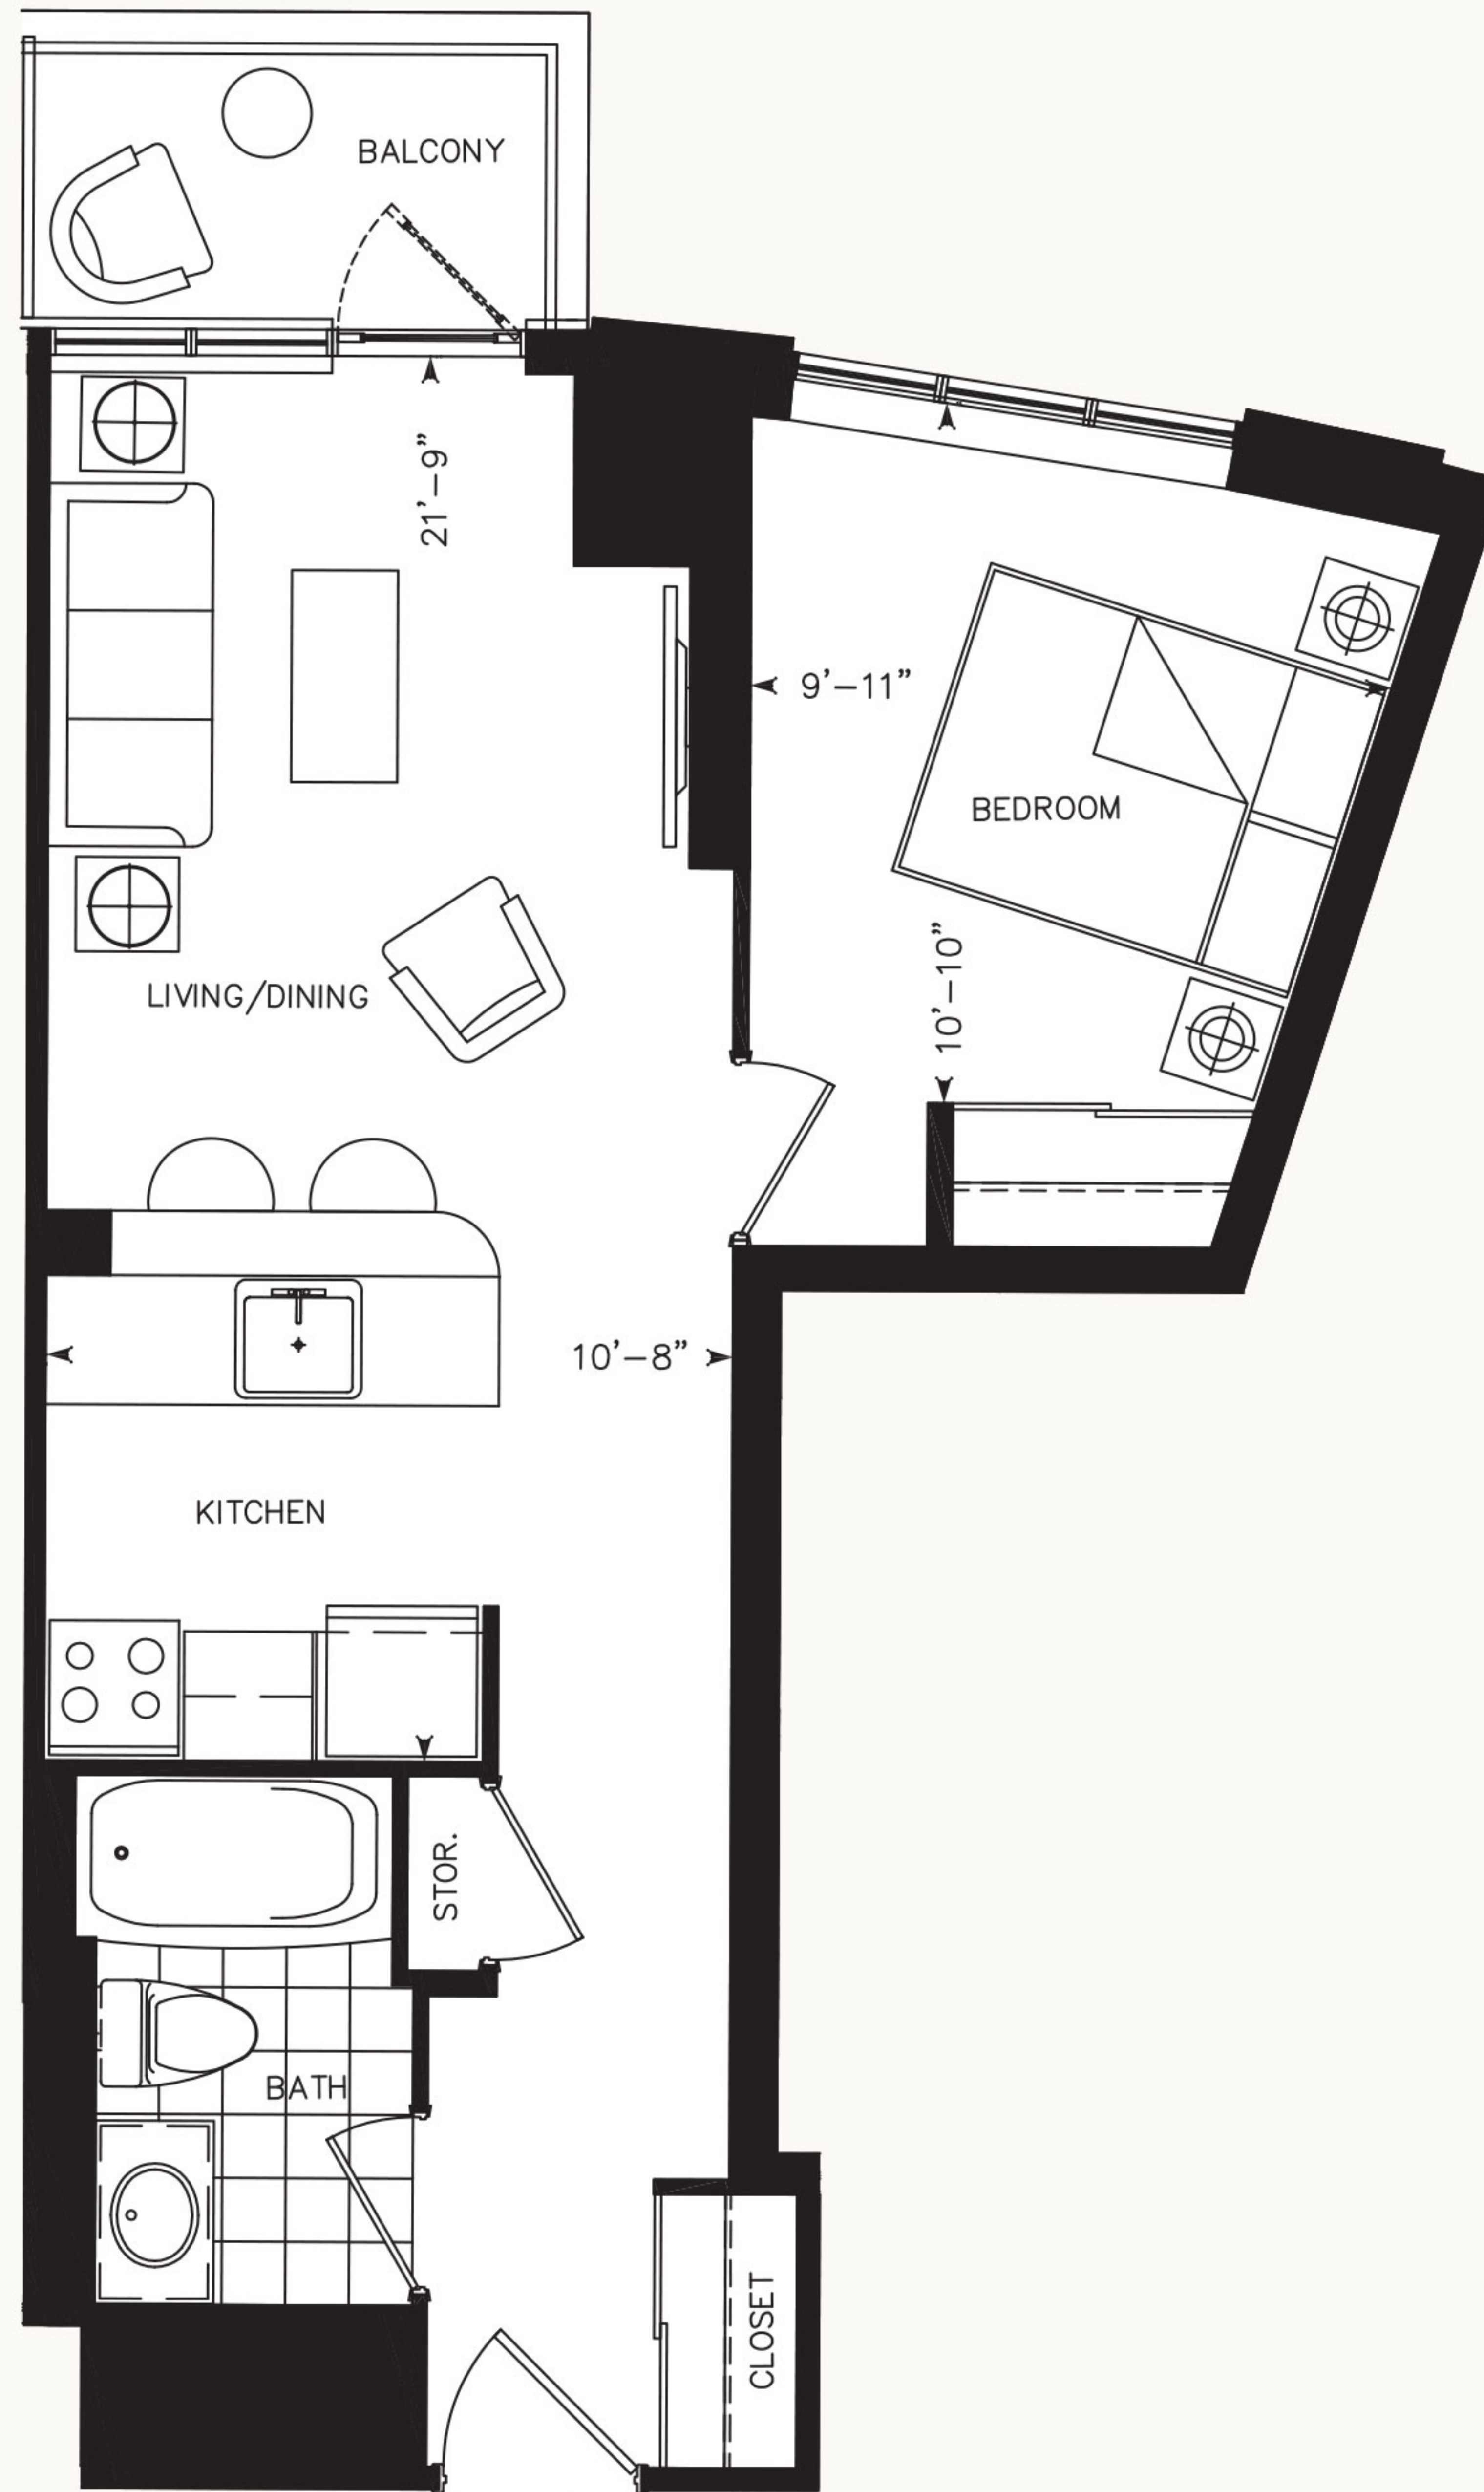 BALCONY
21'-9"
9'-11"
BEDROOM
10'-10"
LIVING/DINING
10'-8"
KITCHEN
STOR.
BATH
CLOSET